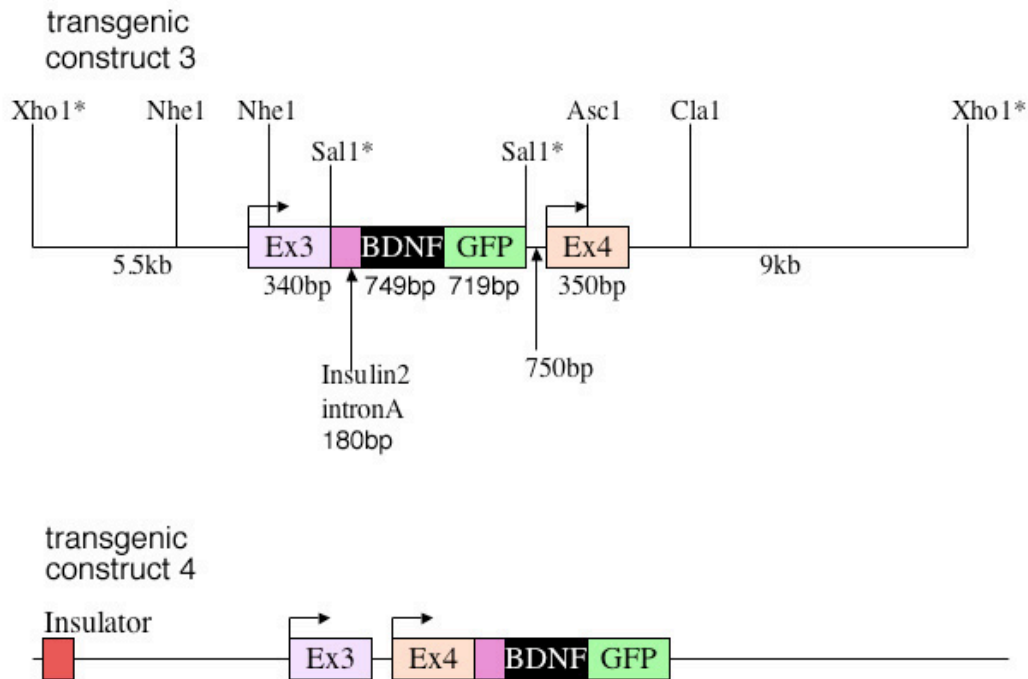 transgenic
construct 3
Xho1* Nhe1 Nhe1 Asc1 Cla1 Xho1*
Sal1* Sal1*
Ex3 BDNF GFP Ex4
5.5kb 9kb
340bp 749bp 719bp 350bp
750bp
Insulin2
intronA
180bp
transgenic
construct 4
Insulator
Ex3 Ex4 BDNF GFP